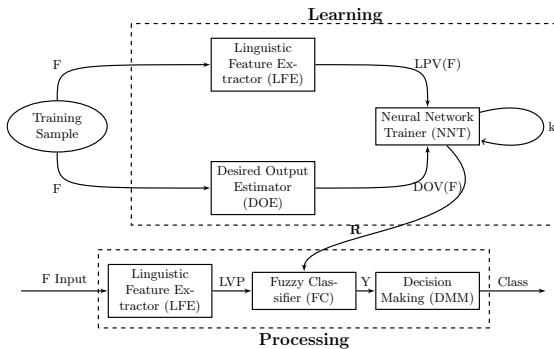 Learning
F
Linguistic
Feature Ex-
tractor (LFE)
LPV(F)
Training
Sample
Neural Network
Trainer (NNT)
k
F
Desired Output
Estimator
(DOE)
DOV(F)
R
F Input
Linguistic
Feature Ex-
tractor (LFE)
LVP
Fuzzy Clas-
sifier (FC)
Y
Decision
Making (DMM)
Class
Processing